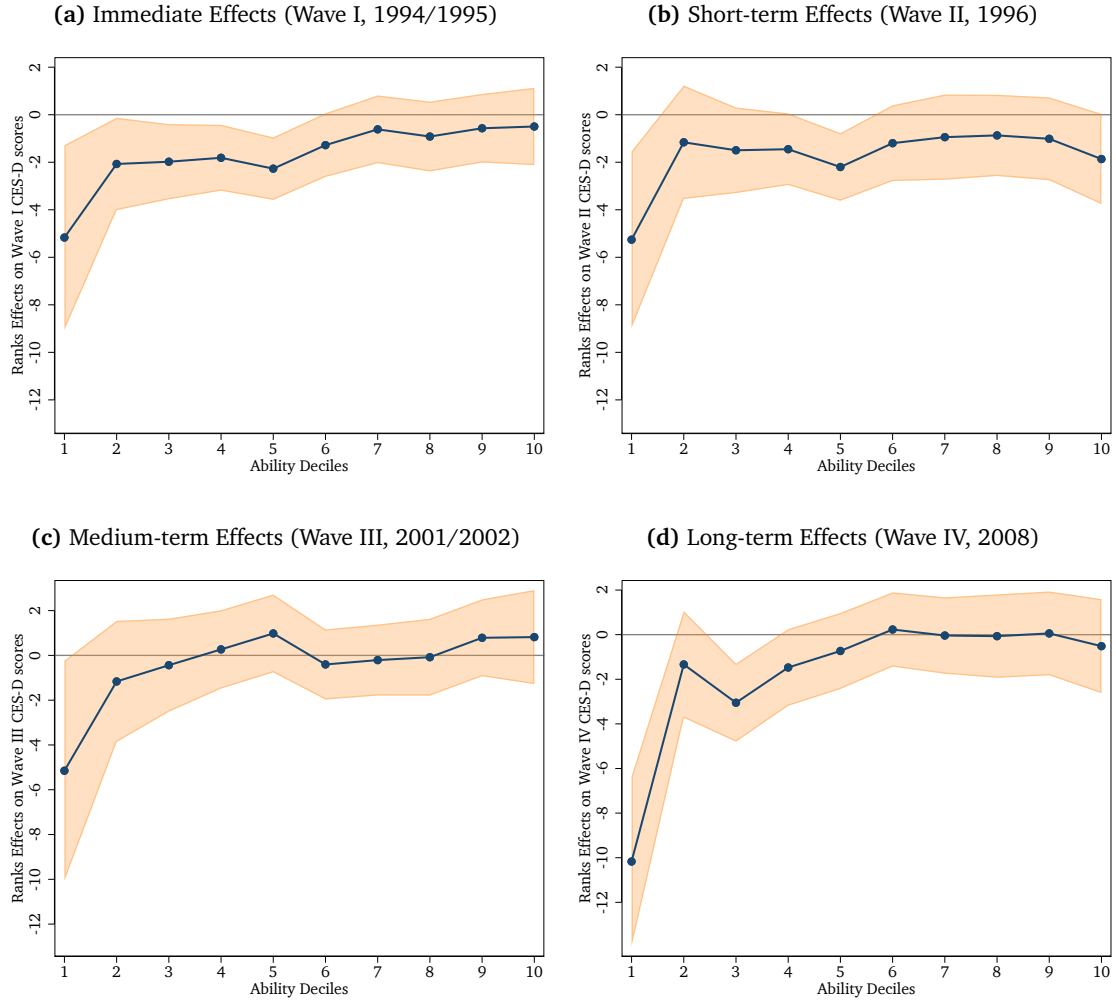 (a) Immediate Effects (Wave I, 1994/1995)
Ranks Effects on Wave I CES-D scores
2
0
-2
-4
-6
-8
-10
-12
1 2 3 4 5 6 7 8 9 10
Ability Deciles
(b) Short-term Effects (Wave II, 1996)
Ranks Effects on Wave II CES-D scores
2
0
-2
-4
-6
-8
-10
-12
1 2 3 4 5 6 7 8 9 10
Ability Deciles
(c) Medium-term Effects (Wave III, 2001/2002)
Ranks Effects on Wave III CES-D scores
2
0
-2
-4
-6
-8
-10
-12
1 2 3 4 5 6 7 8 9 10
Ability Deciles
(d) Long-term Effects (Wave IV, 2008)
Ranks Effects on Wave IV CES-D scores
2
0
-2
-4
-6
-8
-10
-12
1 2 3 4 5 6 7 8 9 10
Ability Deciles